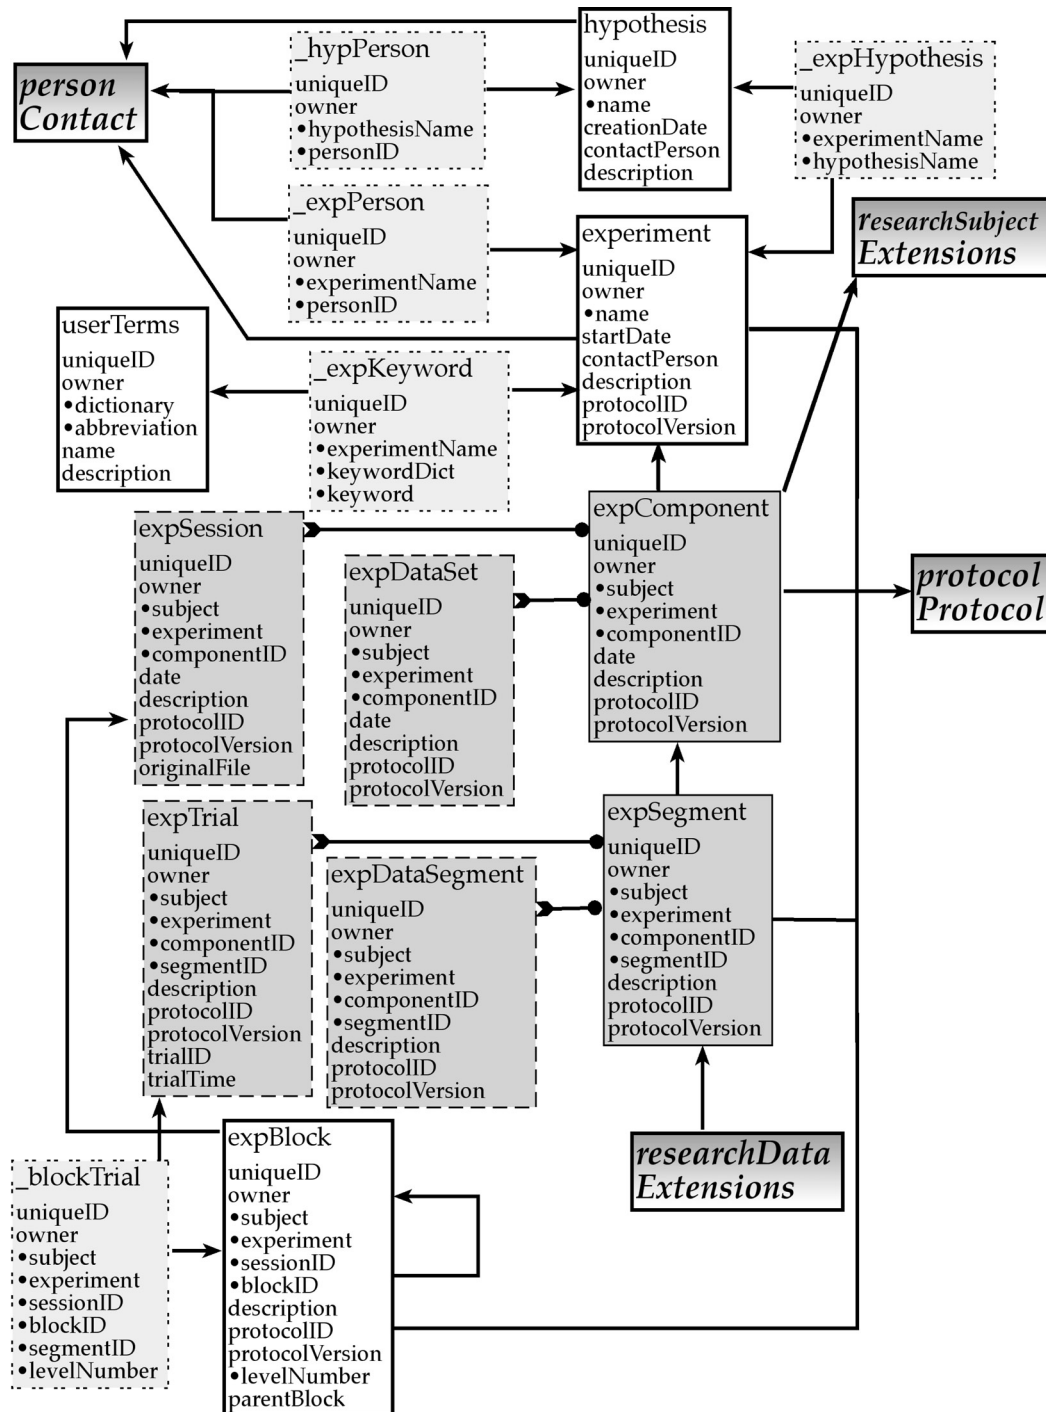 hypothesis
uniqueID
owner
•name
creationDate
contactPerson
description
_hypPerson
uniqueID
owner
•hypothesisName
•personID
_expHypothesis
uniqueID
owner
•experimentName
•hypothesisName
person
Contact
_expPerson
uniqueID
owner
•experimentName
•personID
experiment
uniqueID
owner
•name
startDate
contactPerson
description
protocolID
protocolVersion
researchSubject
Extensions
userTerms
uniqueID
owner
•dictionary
•abbreviation
name
description
_expKeyword
uniqueID
owner
•experimentName
•keywordDict
•keyword
expSession
uniqueID
owner
•subject
•experiment
•componentID
date
description
protocolID
protocolVersion
originalFile
expDataSet
uniqueID
owner
•subject
•experiment
•componentID
date
description
protocolID
protocolVersion
expComponent
uniqueID
owner
•subject
•experiment
•componentID
date
description
protocolID
protocolVersion
protocol
Protocol
expTrial
uniqueID
owner
•subject
•experiment
•componentID
•segmentID
description
protocolID
protocolVersion
trialID
trialTime
expDataSegment
uniqueID
owner
•subject
•experiment
•componentID
•segmentID
description
protocolID
protocolVersion
expSegment
uniqueID
owner
•subject
•experiment
•componentID
•segmentID
description
protocolID
protocolVersion
researchData
Extensions
_blockTrial
uniqueID
owner
•subject
•experiment
•sessionID
•blockID
•segmentID
•levelNumber
expBlock
uniqueID
owner
•subject
•experiment
•sessionID
•blockID
description
protocolID
protocolVersion
•levelNumber
parentBlock